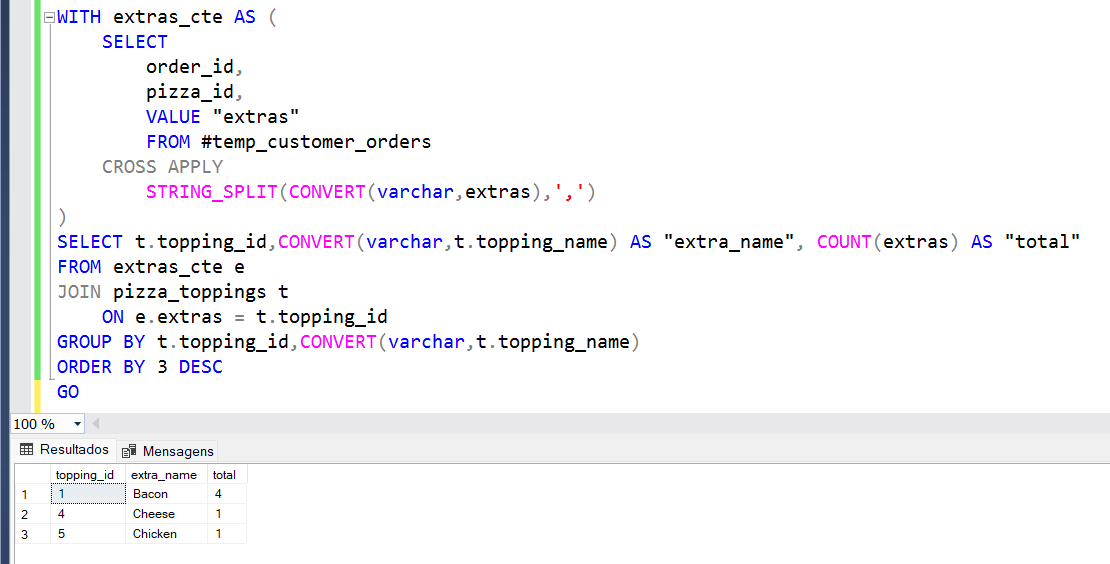 WITH extras_cte AS (
SELECT
order_id,
pizza_id,
VALUE "extras"
FROM #temp_customer_orders
CROSS APPLY
STRING_SPLIT(CONVERT(varchar,extras),',')
)
SELECT t.topping_id,CONVERT(varchar,t.topping_name) AS "extra_name", COUNT(extras) AS "total"
FROM extras_cte e
JOIN pizza_toppings t
ON e.extras = t.topping_id
GROUP BY t.topping_id,CONVERT(varchar,t.topping_name)
ORDER BY 3 DESC
GO
100 %
Resultados Mensagens
topping_id extra_name total
1 1 Bacon 4
2 4 Cheese 1
3 5 Chicken 1